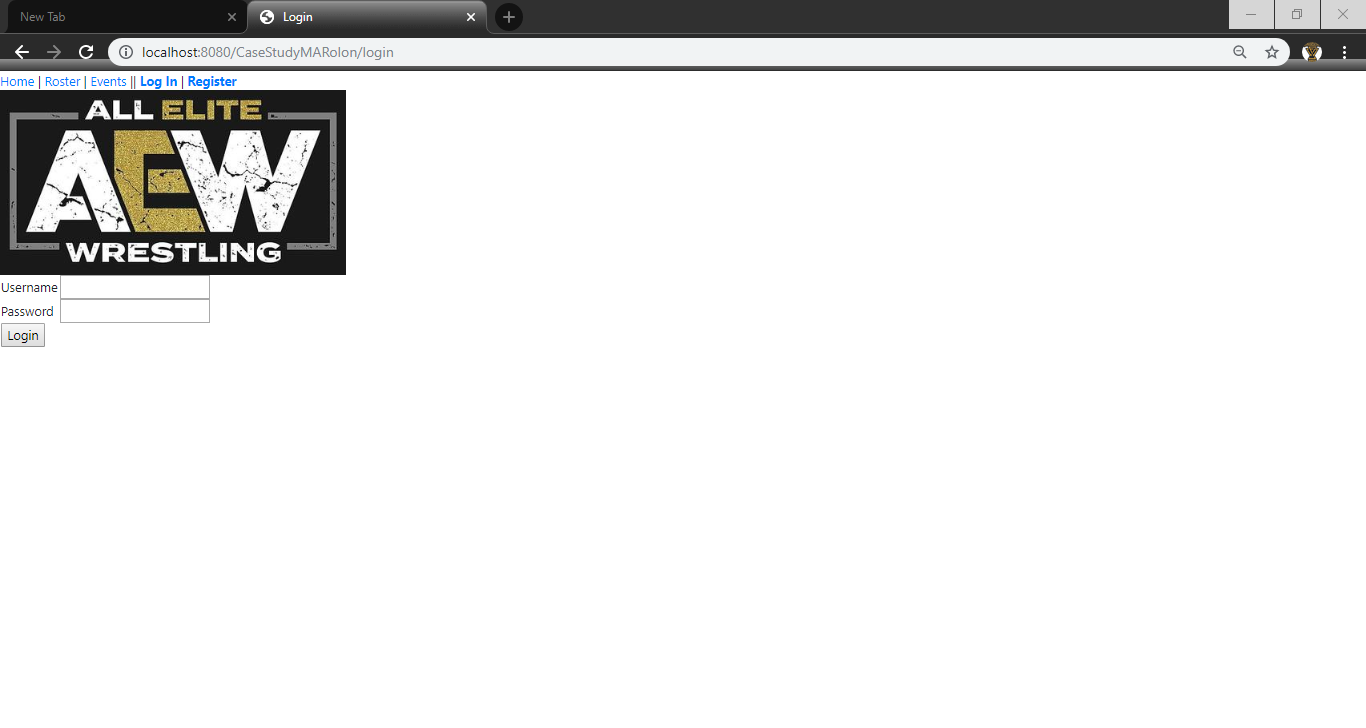 New Tab
Login
localhost:8080/CaseStudyMARolon/login
Home | Roster | Events || Log In | Register
ALL ELITE
AEW
WRESTLING
Username
Password
Login